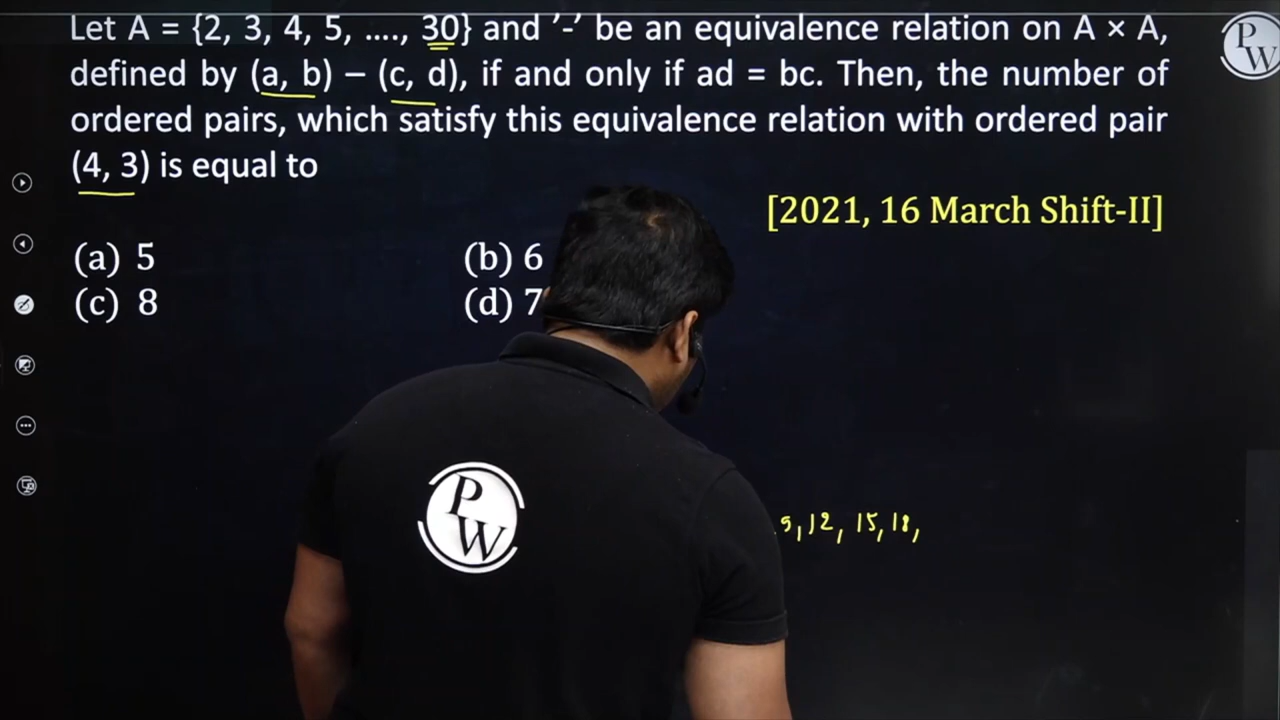 Let A = {2, 3, 4, 5, ...., 30} and ’-’ be an equivalence relation on A × A,
defined by (a, b) – (c, d), if and only if ad = bc. Then, the number of
ordered pairs, which satisfy this equivalence relation with ordered pair
(4, 3) is equal to
[2021, 16 March Shift-II]
(a) 5
(b) 6
(c) 8
(d) 7
9, 12, 15, 18,
P
W
P
W